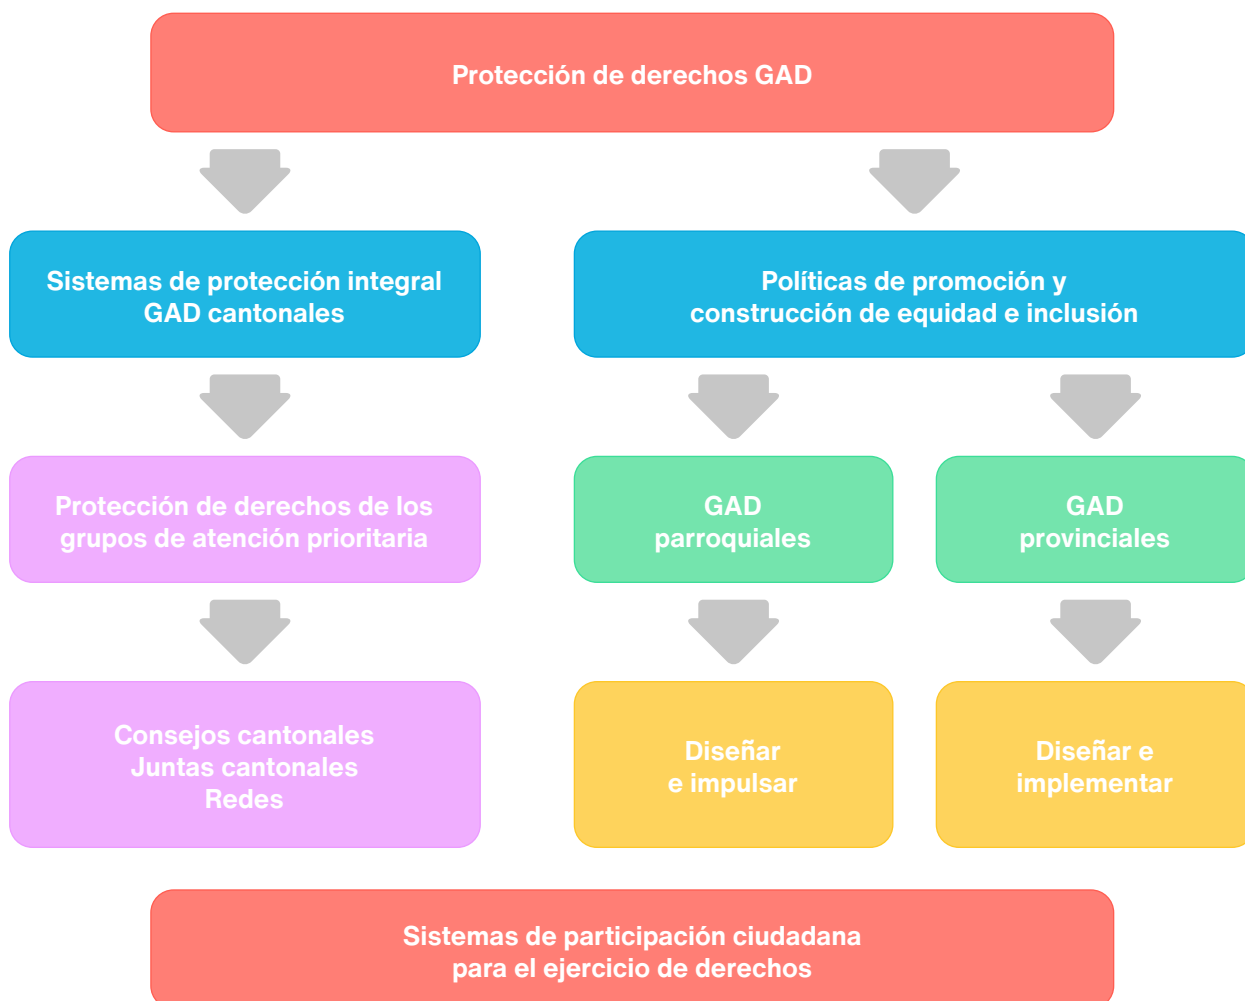 Protección de derechos GAD
Sistemas de protección integral
GAD cantonales
Políticas de promoción y
construcción de equidad e inclusión
Protección de derechos de los
grupos de atención prioritaria
GAD
parroquiales
GAD
provinciales
Consejos cantonales
Juntas cantonales
Redes
Diseñar
e impulsar
Diseñar e
implementar
Sistemas de participación ciudadana
para el ejercicio de derechos